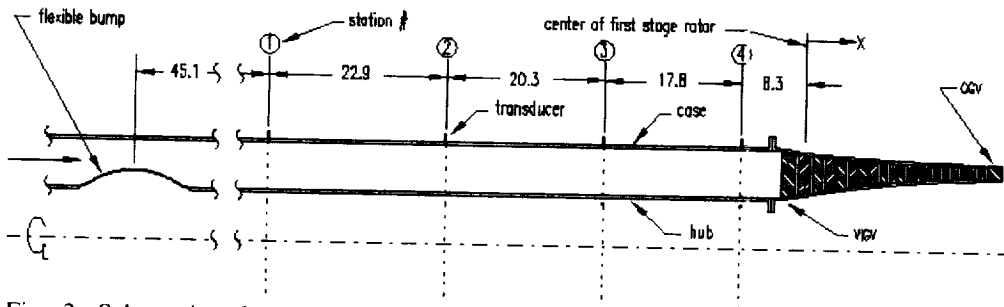 flexible bump
station #
center of first stage rotor
X
1
2
3
4
45.1
22.9
20.3
17.8
8.3
OGV
transducer
case
hub
VIGV
CL